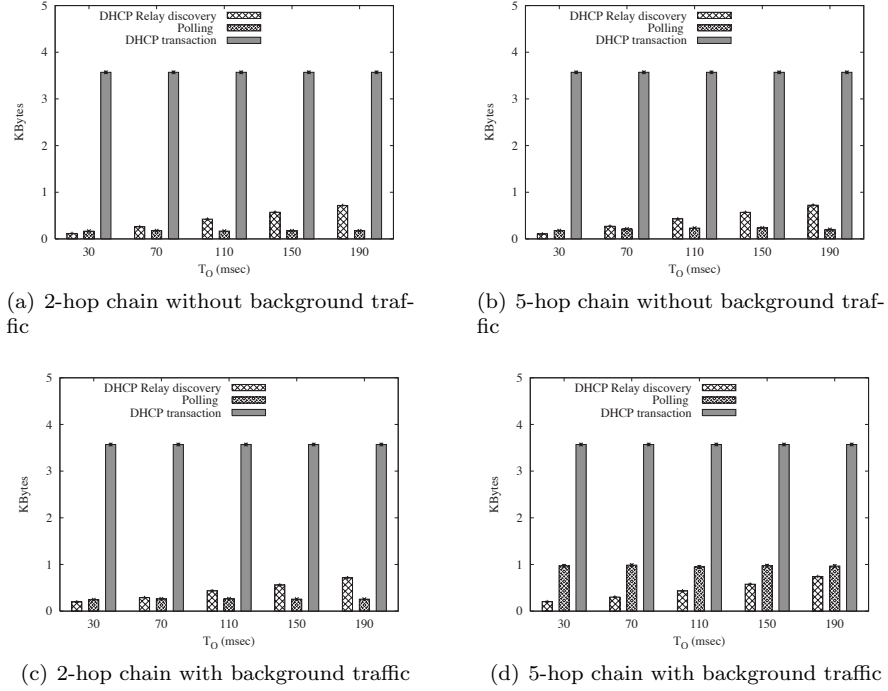 DHCP Relay discovery
Polling
DHCP transaction
5
4
3
2
1
0
KBytes
30 70 110 150 190
T_O (msec)
(a) 2-hop chain without background traf-
fic
DHCP Relay discovery
Polling
DHCP transaction
5
4
3
2
1
0
KBytes
30 70 110 150 190
T_O (msec)
(b) 5-hop chain without background traf-
fic
DHCP Relay discovery
Polling
DHCP transaction
5
4
3
2
1
0
KBytes
30 70 110 150 190
T_O (msec)
(c) 2-hop chain with background traffic
DHCP Relay discovery
Polling
DHCP transaction
5
4
3
2
1
0
KBytes
30 70 110 150 190
T_O (msec)
(d) 5-hop chain with background traffic